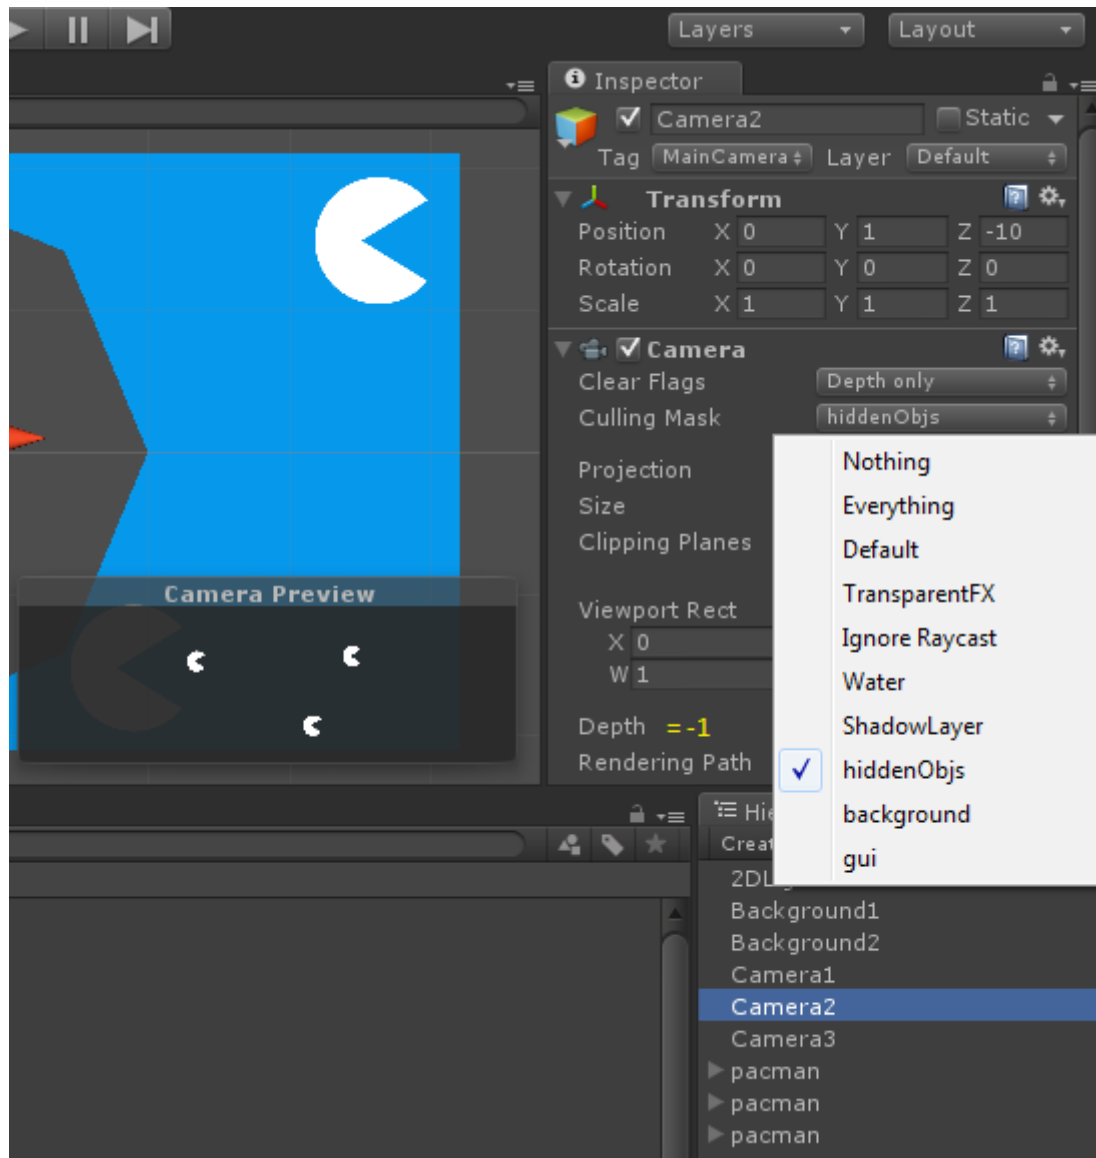 Layers Layout
Inspector
Camera2 Static
Tag MainCamera Layer Default
Transform
Position X 0 Y 1 Z -10
Rotation X 0 Y 0 Z 0
Scale X 1 Y 1 Z 1
Camera
Clear Flags Depth only
Culling Mask hiddenObjs
Projection
Size
Clipping Planes
Viewport Rect
X 0
W 1
Depth =-1
Rendering Path
Nothing
Everything
Default
TransparentFX
Ignore Raycast
Water
ShadowLayer
hiddenObjs
background
gui
Camera Preview
Background1
Background2
Camera1
Camera2
Camera3
pacman
pacman
pacman